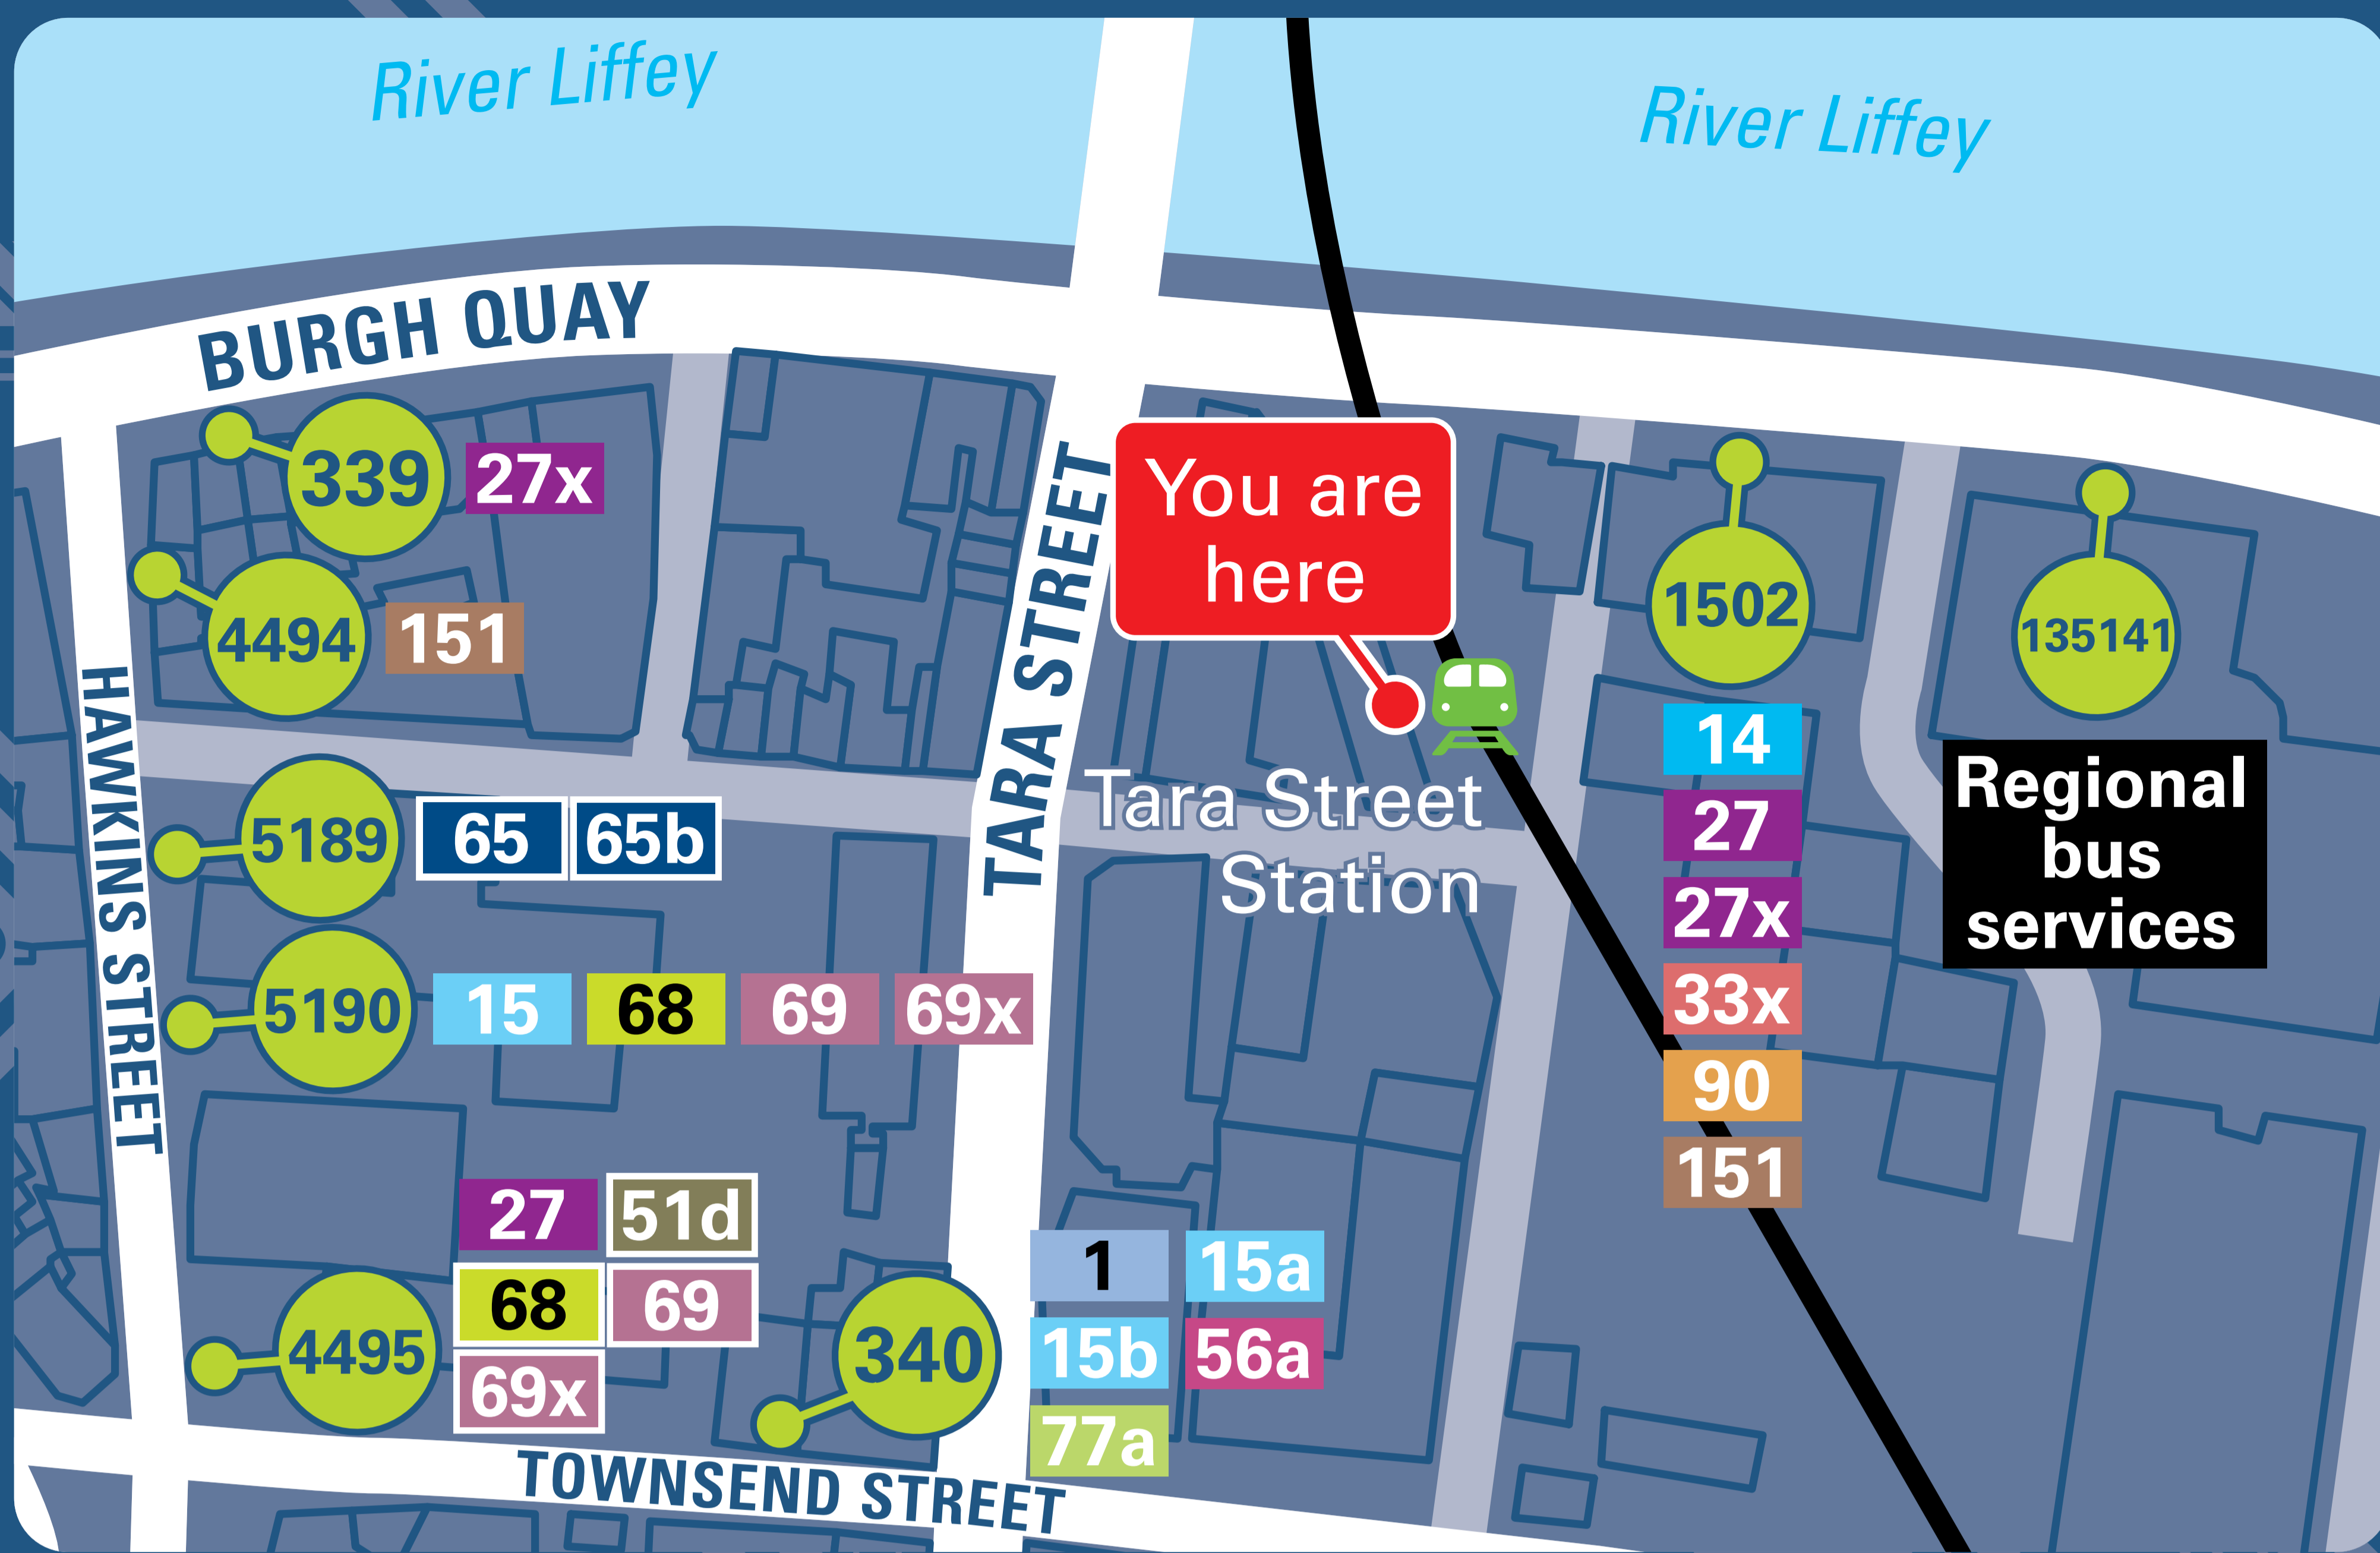 River Liffey
River Liffey
BURGH QUAY
339
27x
4494
151
HAWKINS STREET
TARA STREET
You are
here
Tara Street
Station
1502
14
27
27x
33x
90
151
135141
Regional
bus
services
5189
65
65b
5190
15
68
69
69x
4495
27
51d
68
69
69x
340
1
15a
15b
56a
77a
TOWNSEND STREET